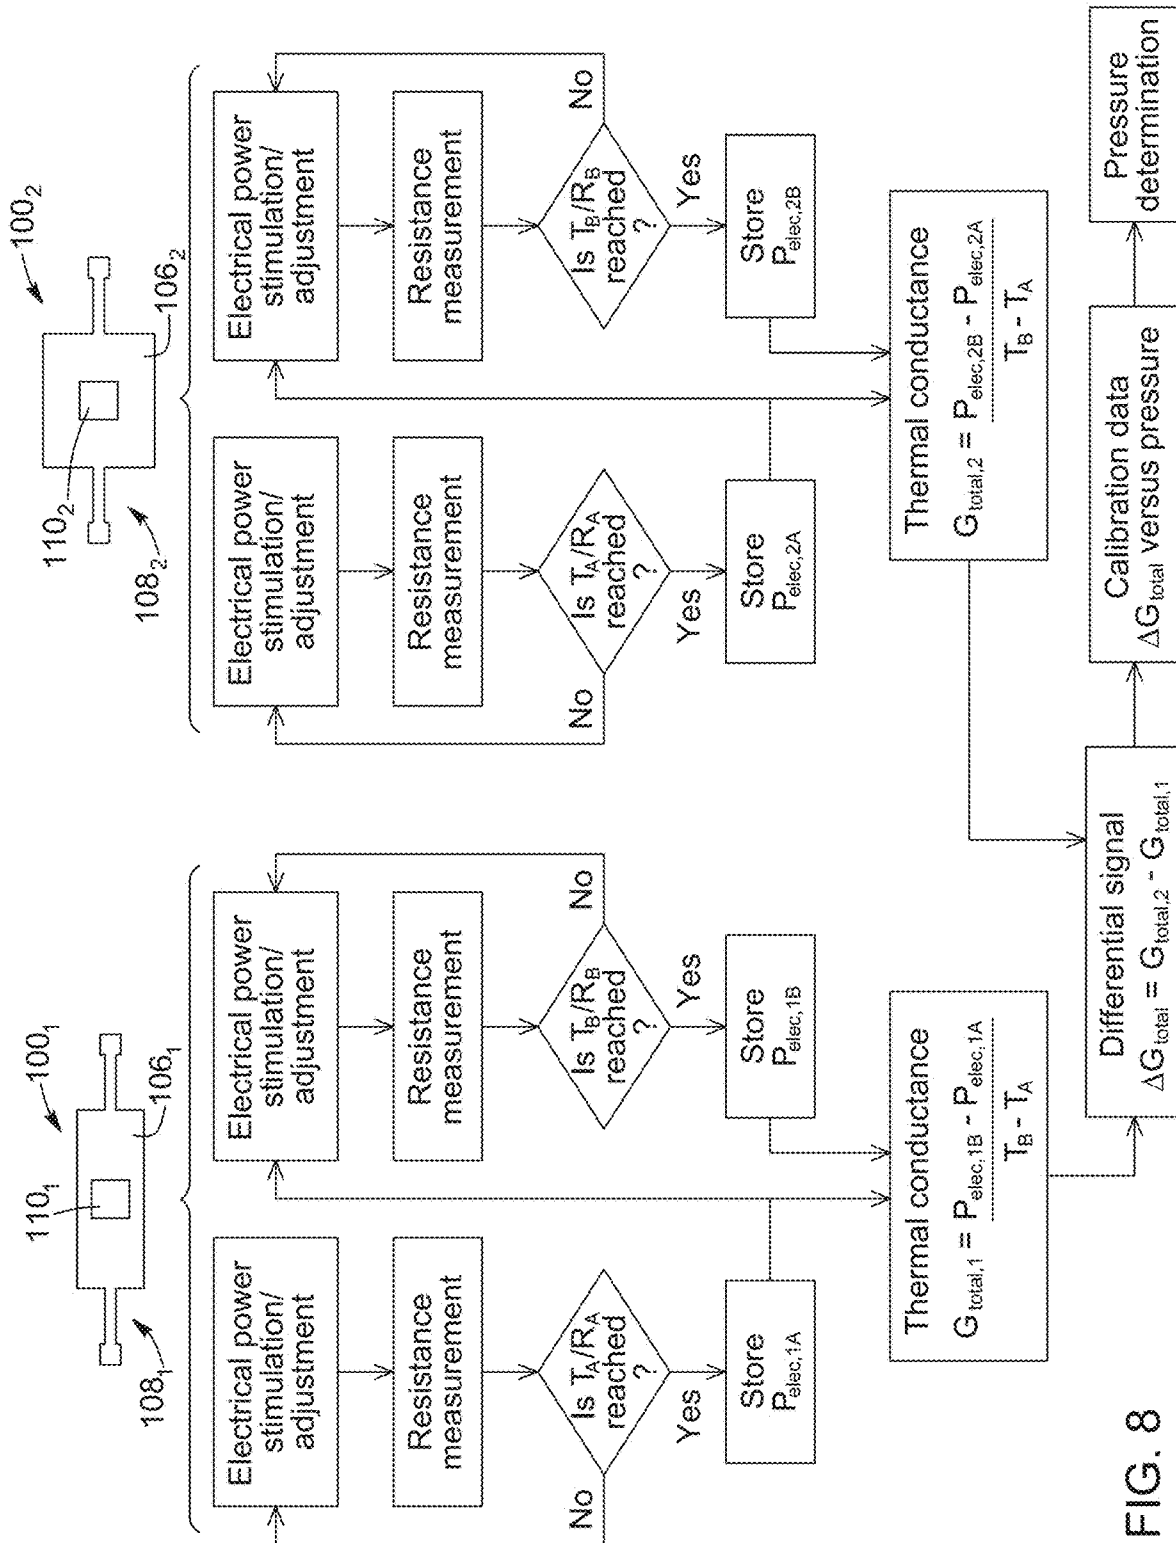 108₁
110₁
100₁
106₁
Electrical power
stimulation/
adjustment
Resistance
measurement
Is T_A/R_A
reached
?
No
Yes
Store
P_elec,1A
Electrical power
stimulation/
adjustment
Resistance
measurement
Is T_B/R_B
reached
?
No
Yes
Store
P_elec,1B
Thermal conductance
G_total,1 = P_elec,1B - P_elec,1A
T_B - T_A
108₂
110₂
100₂
106₂
Electrical power
stimulation/
adjustment
Resistance
measurement
Is T_A/R_A
reached
?
No
Yes
Store
P_elec,2A
Electrical power
stimulation/
adjustment
Resistance
measurement
Is T_B/R_B
reached
?
No
Yes
Store
P_elec,2B
Thermal conductance
G_total,2 = P_elec,2B - P_elec,2A
T_B - T_A
Differential signal
ΔG_total = G_total,2 - G_total,1
Calibration data
ΔG_total versus pressure
Pressure
determination
FIG. 8